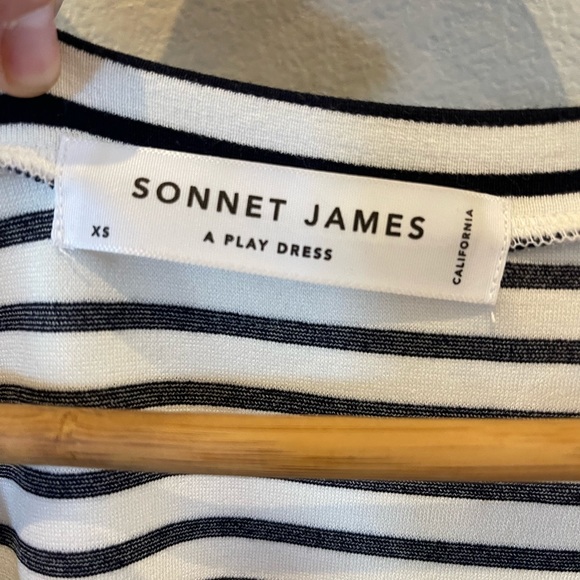 SONNET JAMES
XS
A PLAY DRESS
CALIFORNIA